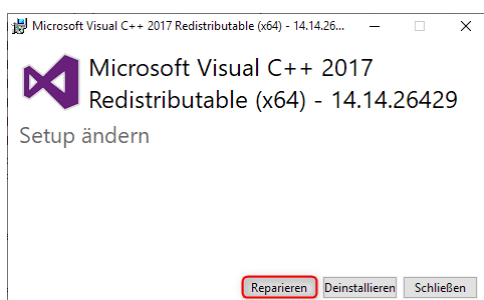 Microsoft Visual C++ 2017 Redistributable (x64) - 14.14.26...
Microsoft Visual C++ 2017
Redistributable (x64) - 14.14.26429
Setup ändern
Reparieren Deinstallieren Schließen